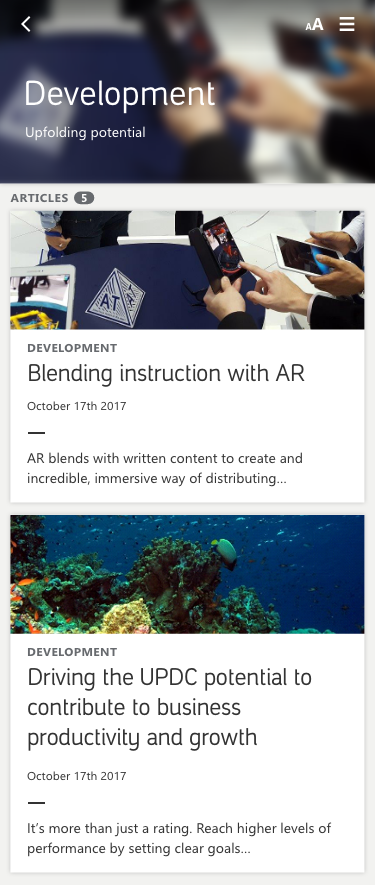 AA
Development
Upfolding potential
ARTICLES 5
ATR
DEVELOPMENT
Blending instruction with AR
October 17th 2017
AR blends with written content to create and
incredible, immersive way of distributing...
DEVELOPMENT
Driving the UPDC potential to
contribute to business
productivity and growth
October 17th 2017
It's more than just a rating. Reach higher levels of
performance by setting clear goals...